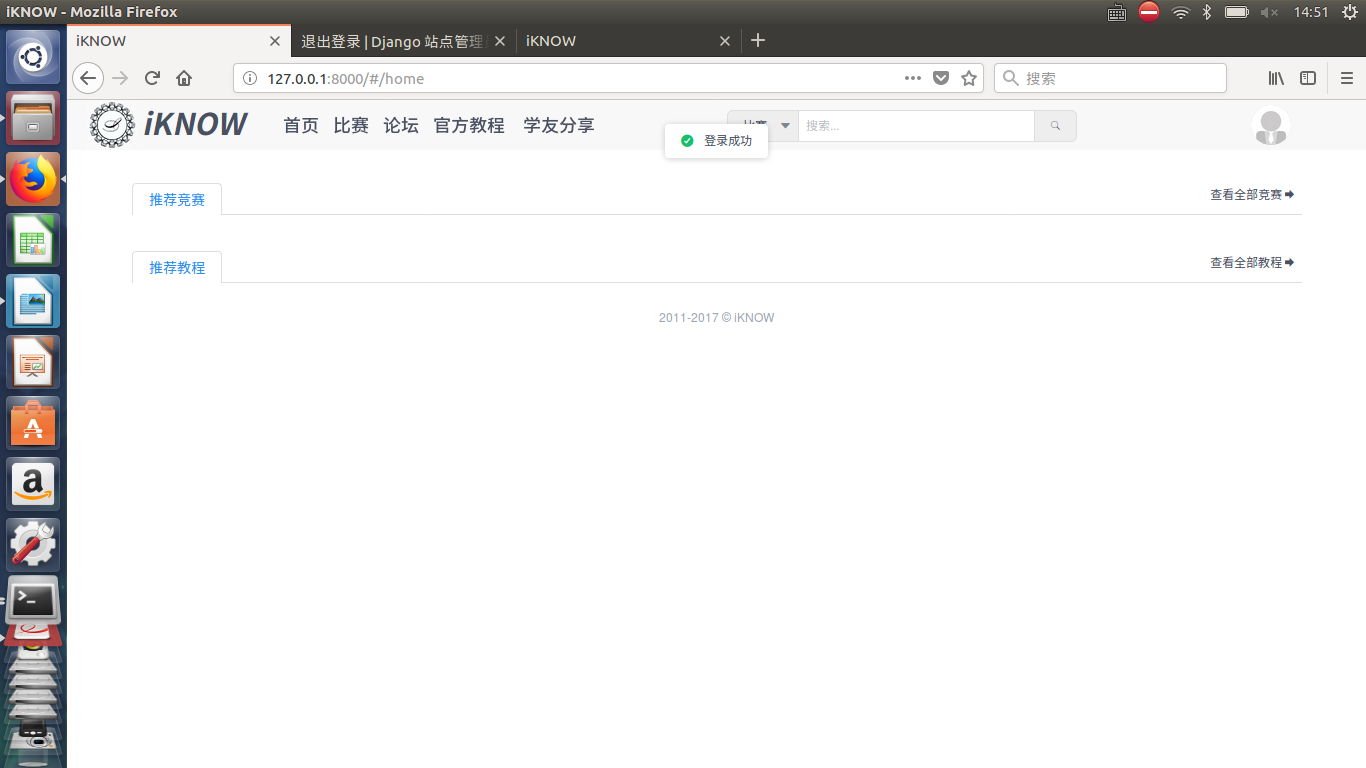 iKNOW - Mozilla Firefox
14:51
iKNOW
退出登录 | Django 站点管理
iKNOW
127.0.0.1:8000/#/home
搜索
iKNOW
首页 比赛 论坛 官方教程 学友分享
搜索...
登录成功
推荐竞赛
查看全部竞赛
推荐教程
查看全部教程
2011-2017 © iKNOW